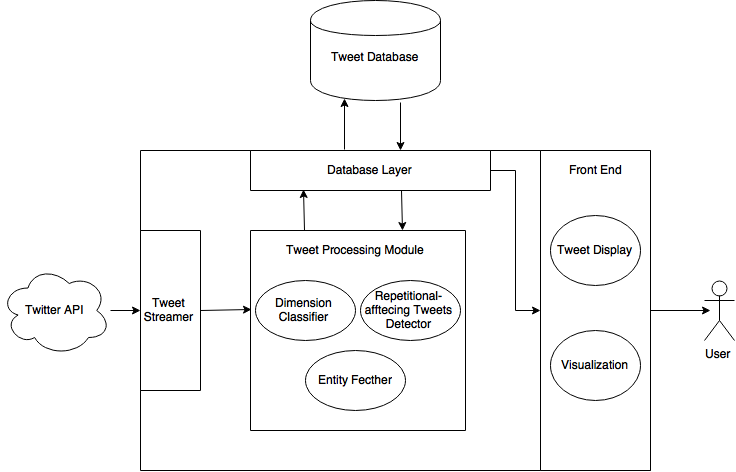 Tweet Database
Database Layer
Front End
Tweet Processing Module
Tweet Display
Twitter API
Tweet
Streamer
Dimension
Classifier
Repetitional-
afftecing Tweets
Detector
Entity Fecther
Visualization
User